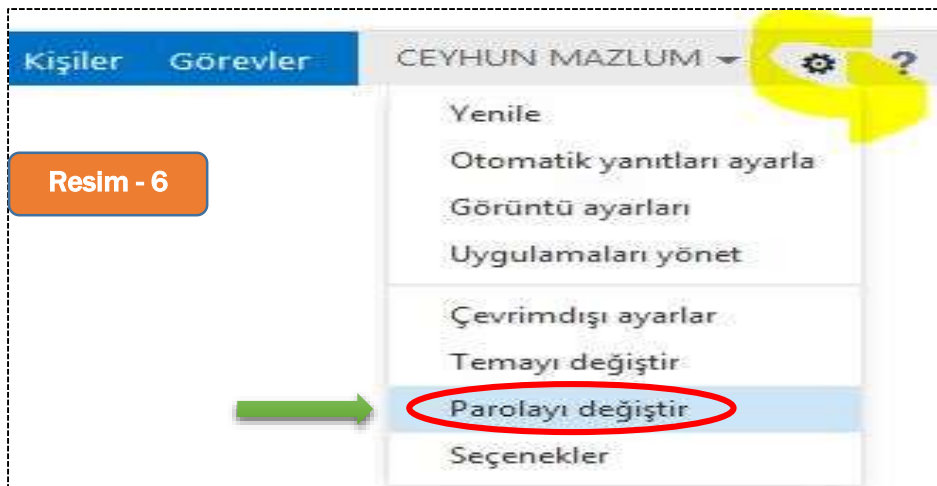 Kişiler Görevler CEYHUN MAZLUM ?
Yenile
Otomatik yanıtları ayarla
Resim - 6
Görüntü ayarları
Uygulamaları yönet
Çevrimdışı ayarlar
Temayı değiştir
Parolayı değiştir
Seçenekler